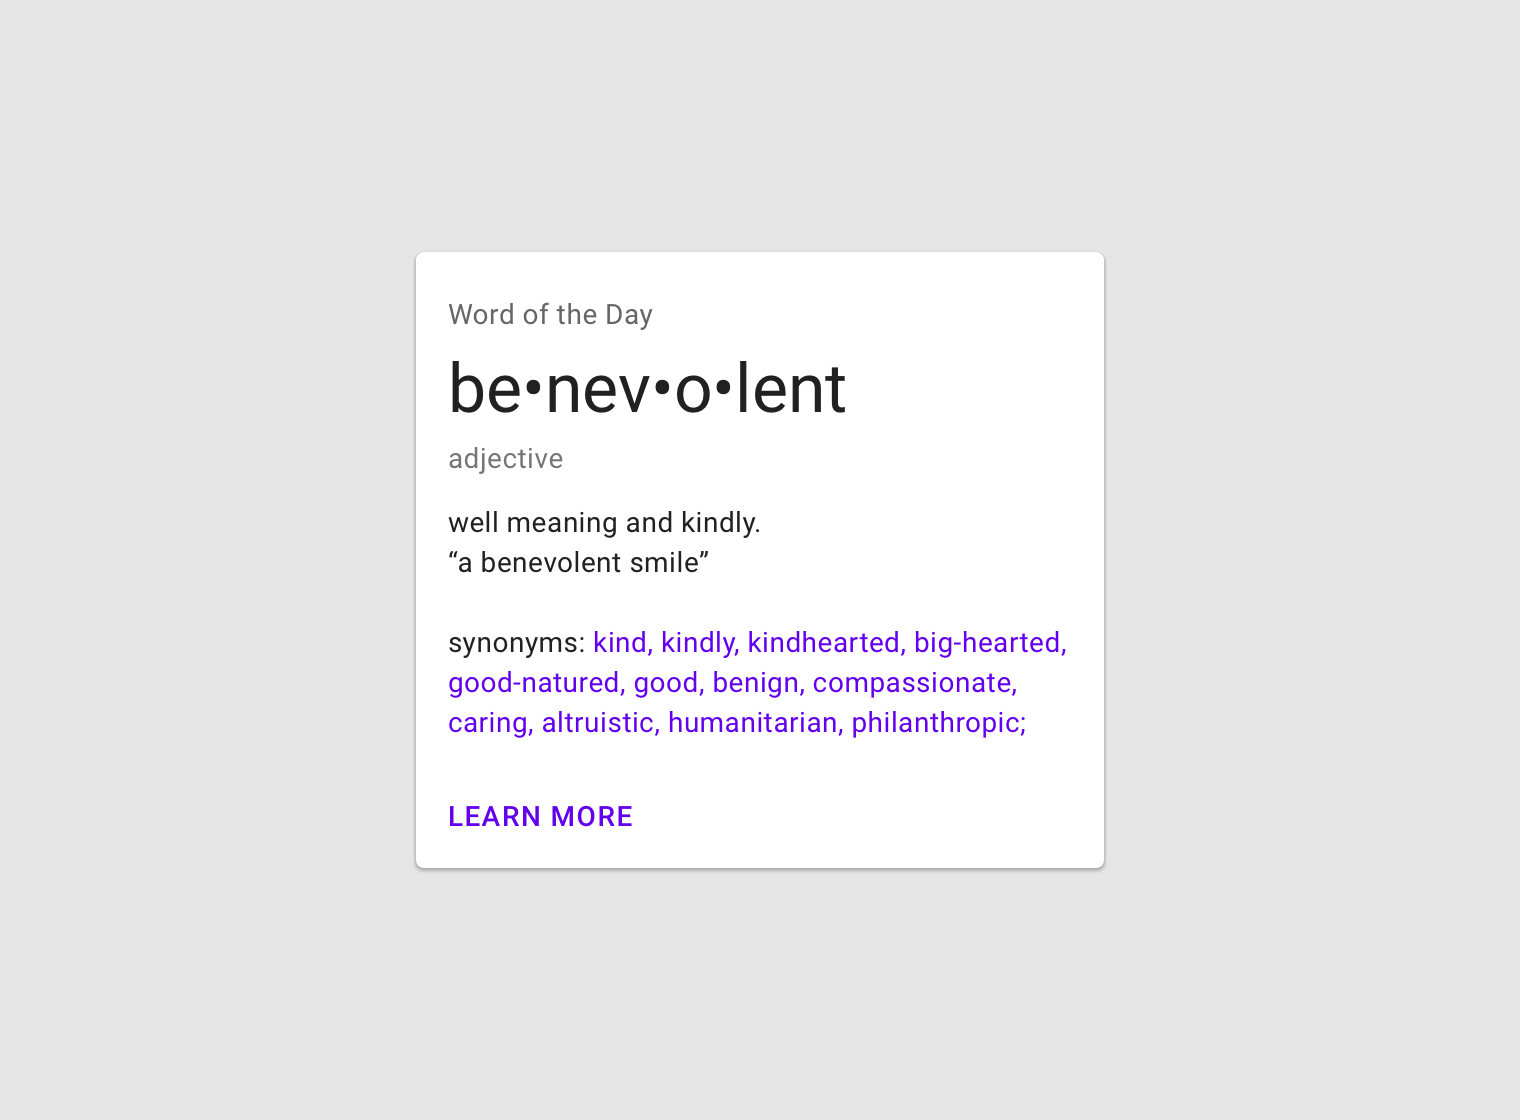 Word of the Day
be•nev•o•lent
adjective
well meaning and kindly.
“a benevolent smile”
synonyms: kind, kindly, kindhearted, big-hearted,
good-natured, good, benign, compassionate,
caring, altruistic, humanitarian, philanthropic;
LEARN MORE